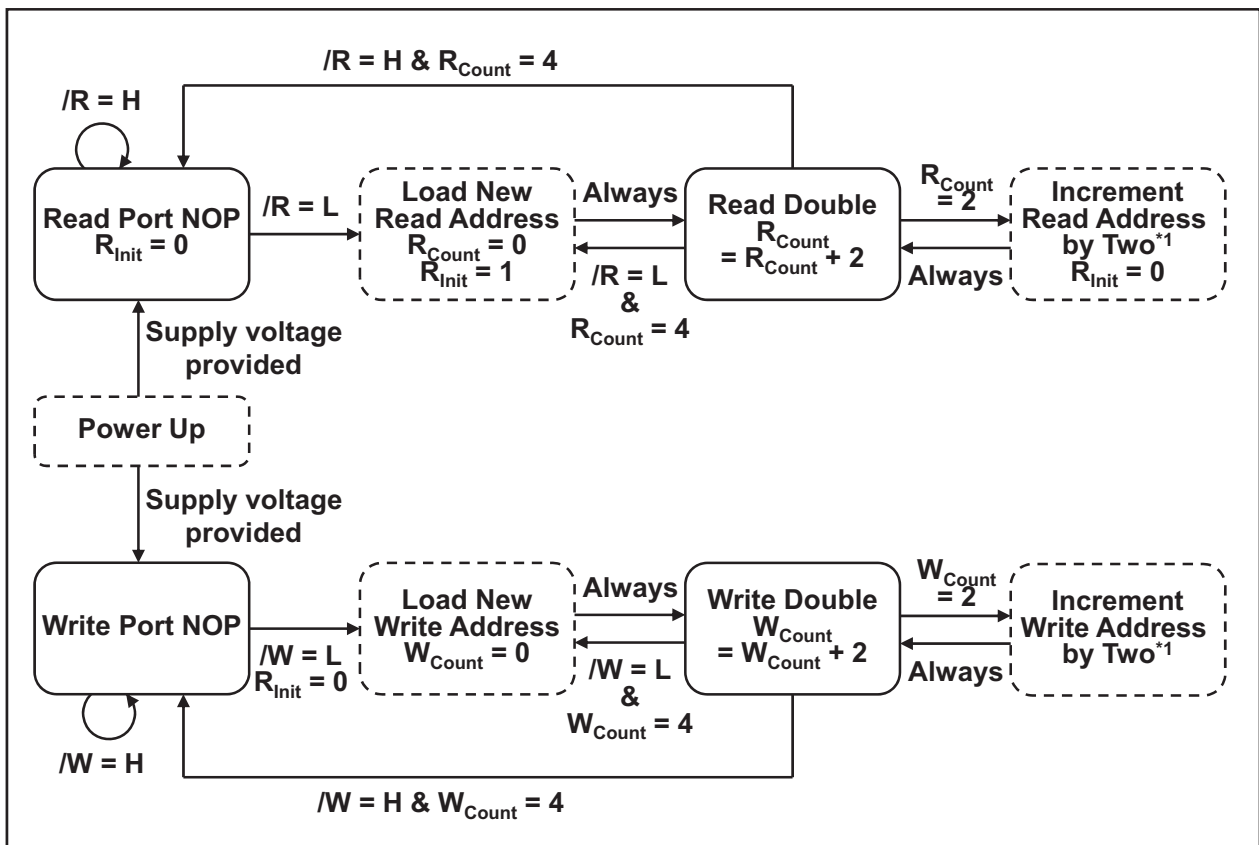 /R = H & RCount = 4
/R = H
Read Port NOP
RInit = 0
/R = L
Load New
Read Address
RCount = 0
RInit = 1
Always
/R = L
&
RCount = 4
Read Double
RCount
= RCount + 2
RCount
= 2
Always
Increment
Read Address
by Two*1
RInit = 0
Supply voltage
provided
Power Up
Supply voltage
provided
Write Port NOP
/W = L
RInit = 0
Load New
Write Address
WCount = 0
Always
/W = L
&
WCount = 4
Write Double
WCount
= WCount + 2
WCount
= 2
Always
Increment
Write Address
by Two*1
/W = H
/W = H & WCount = 4